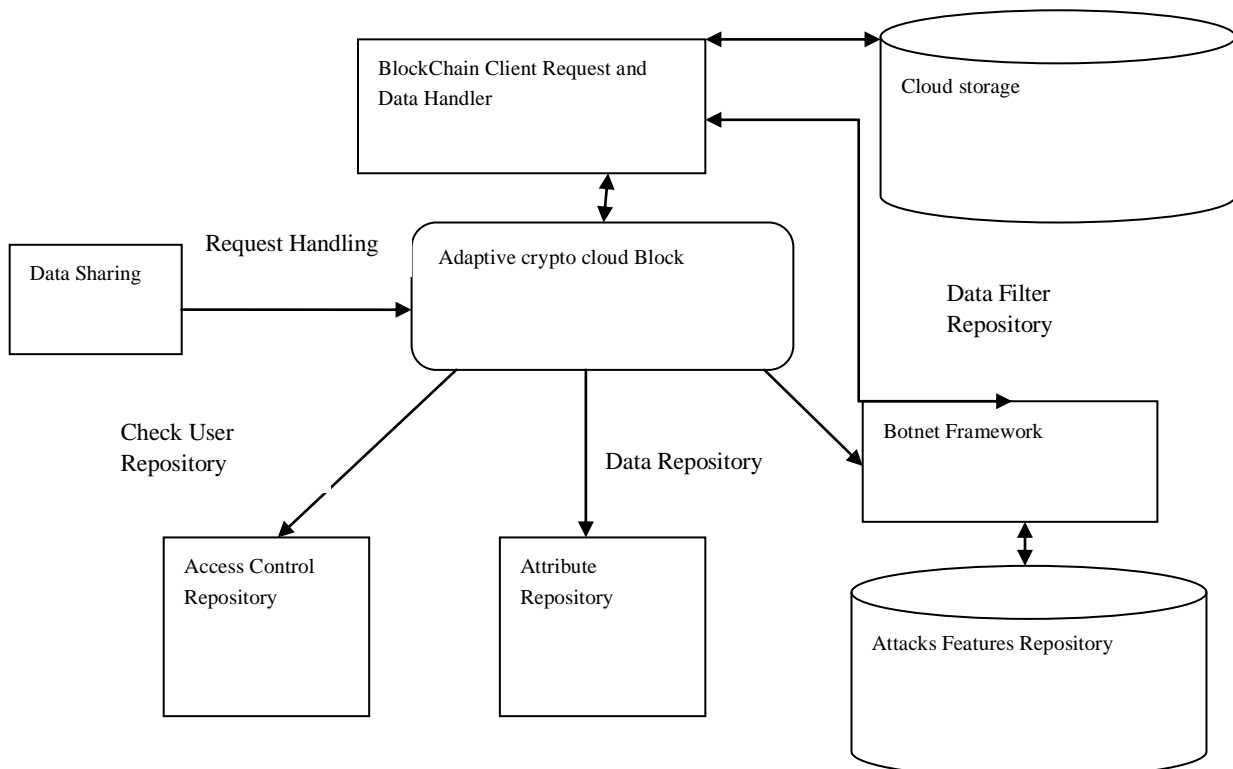 BlockChain Client Request and
Data Handler
Cloud storage
Request Handling
Adaptive crypto cloud Block
Data Sharing
Data Filter
Repository
Check User
Repository
Data Repository
Botnet Framework
Access Control
Repository
Attribute
Repository
Attacks Features Repository